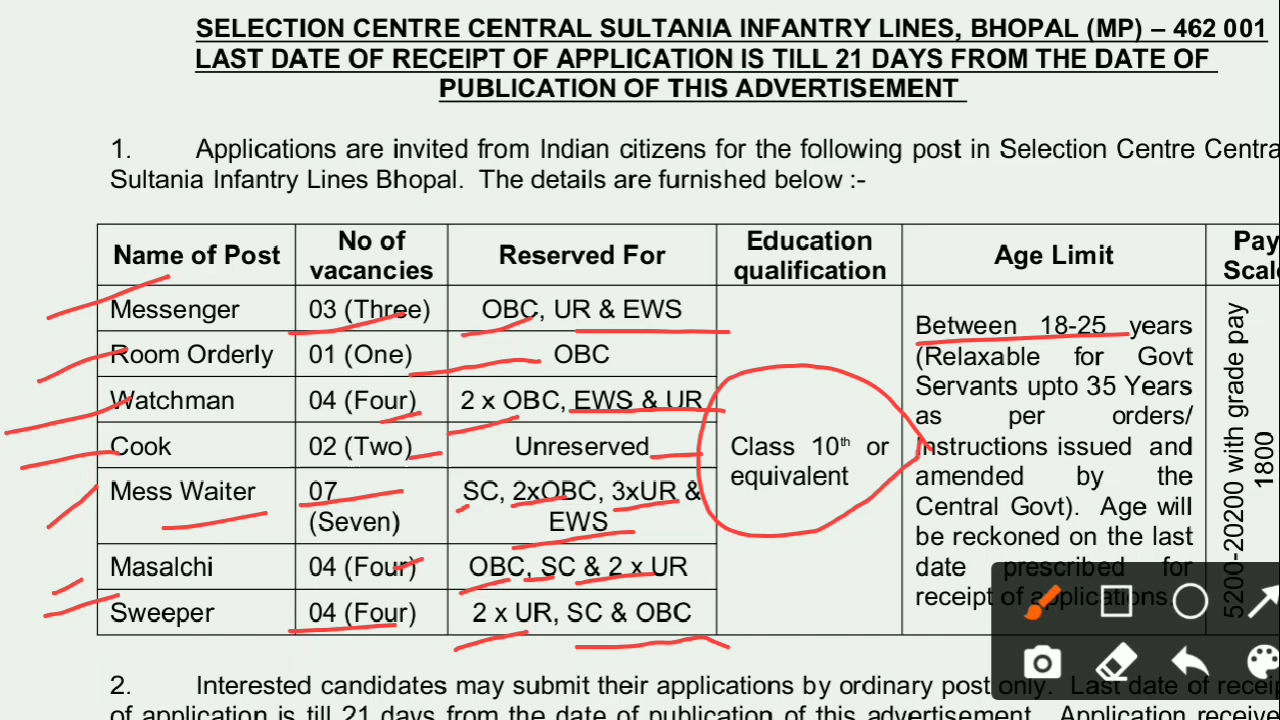 SELECTION CENTRE CENTRAL SULTANIA INFANTRY LINES, BHOPAL (MP) – 462 001
LAST DATE OF RECEIPT OF APPLICATION IS TILL 21 DAYS FROM THE DATE OF
PUBLICATION OF THIS ADVERTISEMENT
1. Applications are invited from Indian citizens for the following post in Selection Centre Centra
Sultania Infantry Lines Bhopal. The details are furnished below :-
Name of Post
No of
vacancies
Reserved For
Education
qualification
Age Limit
Pay
Scale
Messenger 03 (Three) OBC, UR & EWS
Room Orderly 01 (One) OBC
Watchman 04 (Four) 2 x OBC, EWS & UR
Cook 02 (Two) Unreserved
Mess Waiter 07
(Seven)
SC, 2xOBC, 3xUR &
EWS
Masalchi 04 (Four) OBC, SC & 2 x UR
Sweeper 04 (Four) 2 x UR, SC & OBC
Class 10th or
equivalent
Between 18-25 years
(Relaxable for Govt
Servants upto 35 Years
as per orders/
instructions issued and
amended by the
Central Govt). Age will
be reckoned on the last
date prescribed for
receipt of applications.
5200-20200 with grade pay
1800
2. Interested candidates may submit their applications by ordinary post only. Last date of recei
of application is till 21 days from the date of publication of this advertisement. Application receive